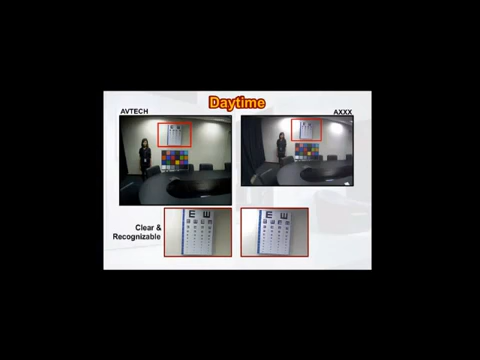 Daytime
AVTECH
AXXX
Clear &
Recognizable
E
E